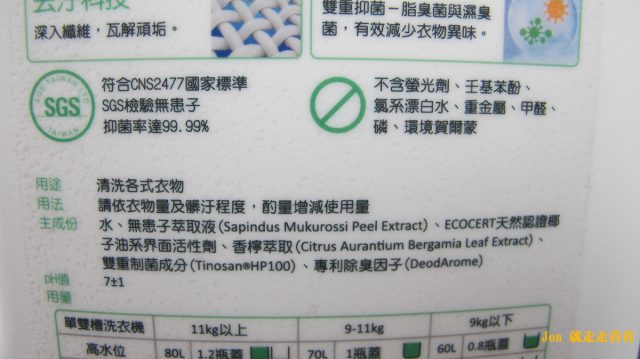 去汙科技
深入纖維，瓦解頑垢。
雙重抑菌－脂臭菌與濕臭
菌，有效減少衣物異味。
SGS TAIWAN LTD
SGS
TAIWAN
符合CNS2477國家標準
SGS檢驗無患子
抑菌率達99.99%
不含螢光劑、壬基苯酚、
氯系漂白水、重金屬、甲醛、
磷、環境賀爾蒙
用途 清洗各式衣物
用法 請依衣物量及髒汙程度，酌量增減使用量
主成份 水、無患子萃取液(Sapindus Mukurossi Peel Extract)、ECOCERT天然認證椰
子油系界面活性劑、香檸萃取(Citrus Aurantium Bergamia Leaf Extract)、
雙重制菌成分(Tinosan®HP100)、專利除臭因子(DeodArome)
pH值 7±1
用量
單雙槽洗衣機 11kg以上 9-11kg 9kg以下
高水位 80L 1.2瓶蓋 70L 1瓶蓋 60L 0.8瓶蓋
Jon 就走走看看